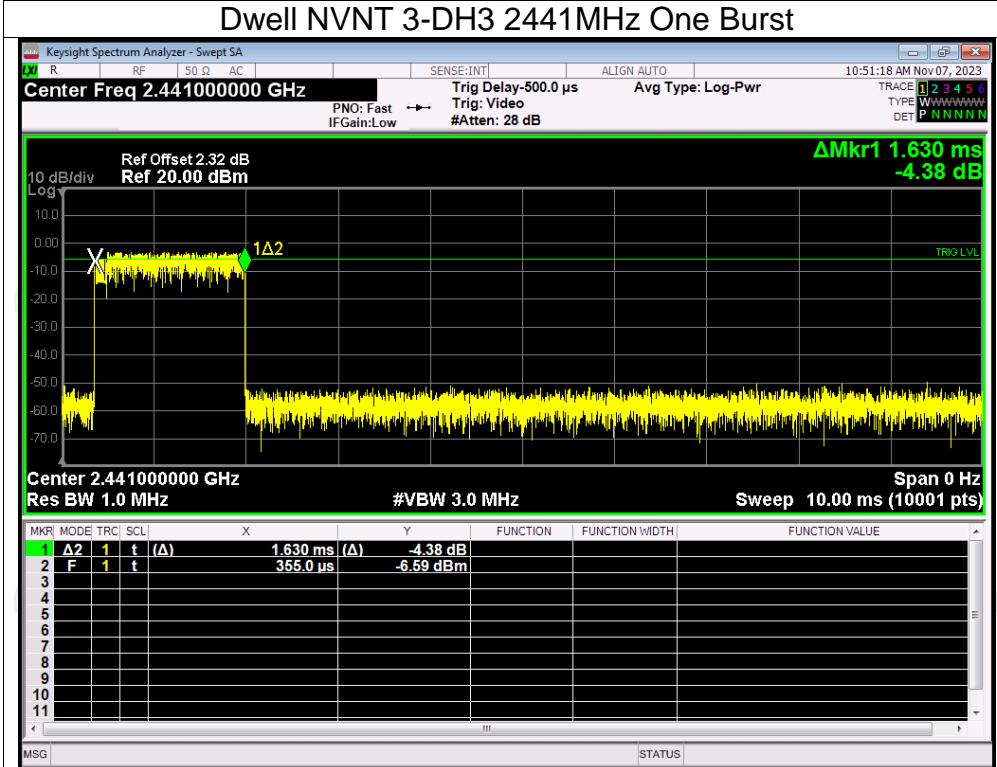 Dwell NVNT 3-DH3 2441MHz One Burst
Keysight Spectrum Analyzer - Swept SA
LXI R RF 50 Ω AC SENSE:INT ALIGN AUTO 10:51:18 AM Nov 07, 2023
Center Freq 2.441000000 GHz Trig Delay-500.0 µs Avg Type: Log-Pwr TRACE 1 2 3 4 5 6
PNO: Fast Trig: Video TYPE WWWWWW
IFGain:Low #Atten: 28 dB DET P N N N N N
ΔMkr1 1.630 ms
Ref Offset 2.32 dB
10 dB/div Ref 20.00 dBm -4.38 dB
Log
10.0
0.00
1Δ2
TRIG LVL
-10.0
-20.0
-30.0
-40.0
-50.0
-60.0
-70.0
Center 2.441000000 GHz Span 0 Hz
Res BW 1.0 MHz #VBW 3.0 MHz Sweep 10.00 ms (10001 pts)
MKR MODE TRC SCL X Y FUNCTION FUNCTION WIDTH FUNCTION VALUE
1 Δ2 1 t (Δ) 1.630 ms (Δ) -4.38 dB
2 F 1 t 355.0 µs -6.59 dBm
3
4
5
6
7
8
9
10
11
MSG STATUS